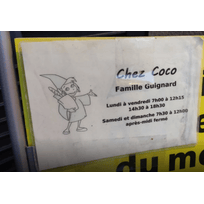 Chez Coco
Famille Guignard
Lundi à vendredi 7h00 à 12h15
14h30 à 18h30
Samedi et dimanche 7h30 à 12h00
après-midi fermé
du m